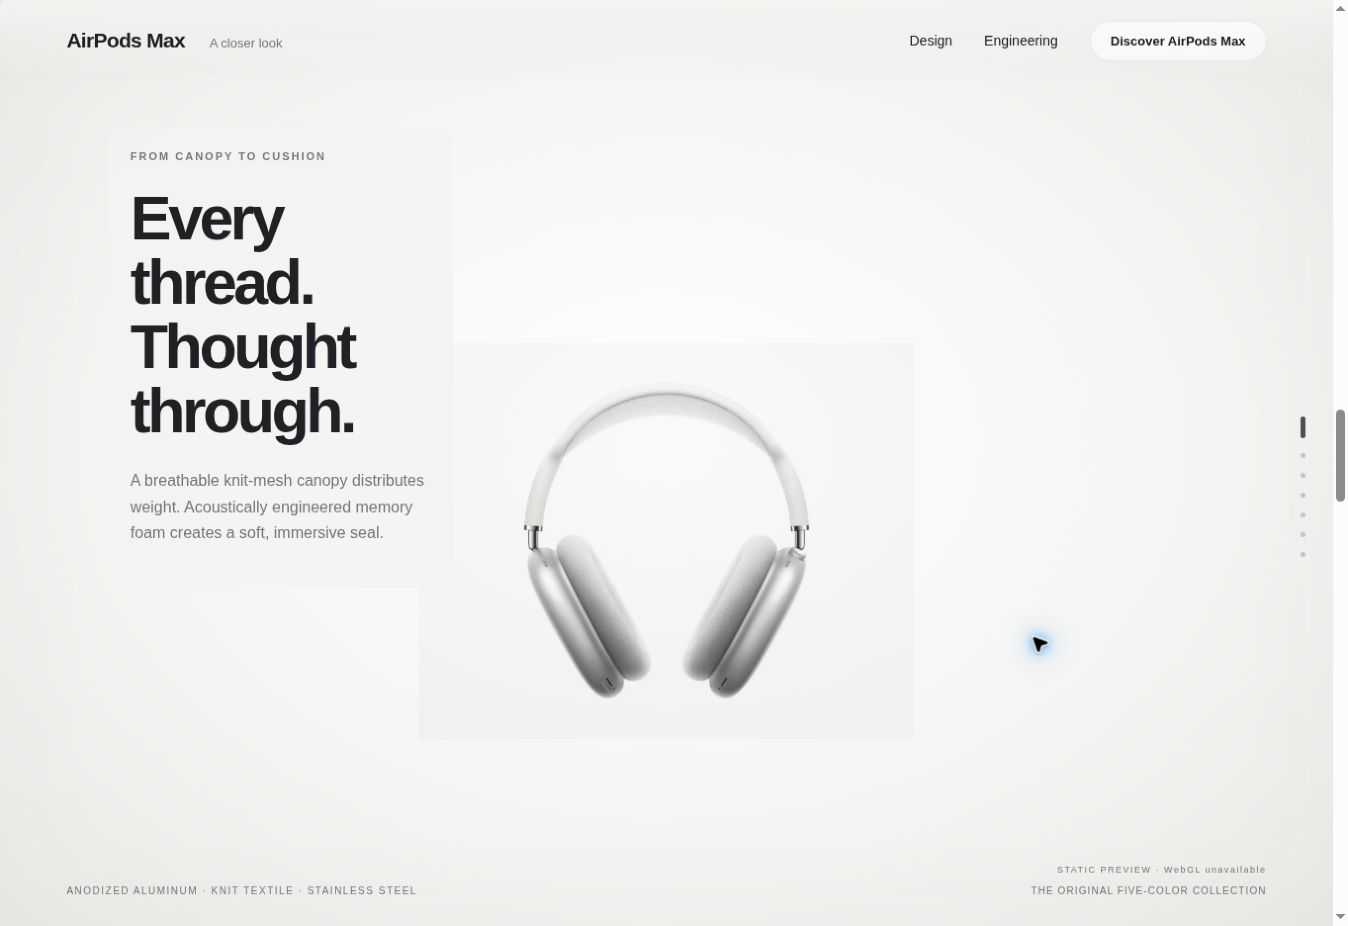 AirPods Max
A closer look
Design
Engineering
Discover AirPods Max
FROM CANOPY TO CUSHION
Every
thread.
Thought
through.
A breathable knit-mesh canopy distributes
weight. Acoustically engineered memory
foam creates a soft, immersive seal.
STATIC PREVIEW · WebGL unavailable
ANODIZED ALUMINUM · KNIT TEXTILE · STAINLESS STEEL
THE ORIGINAL FIVE-COLOR COLLECTION